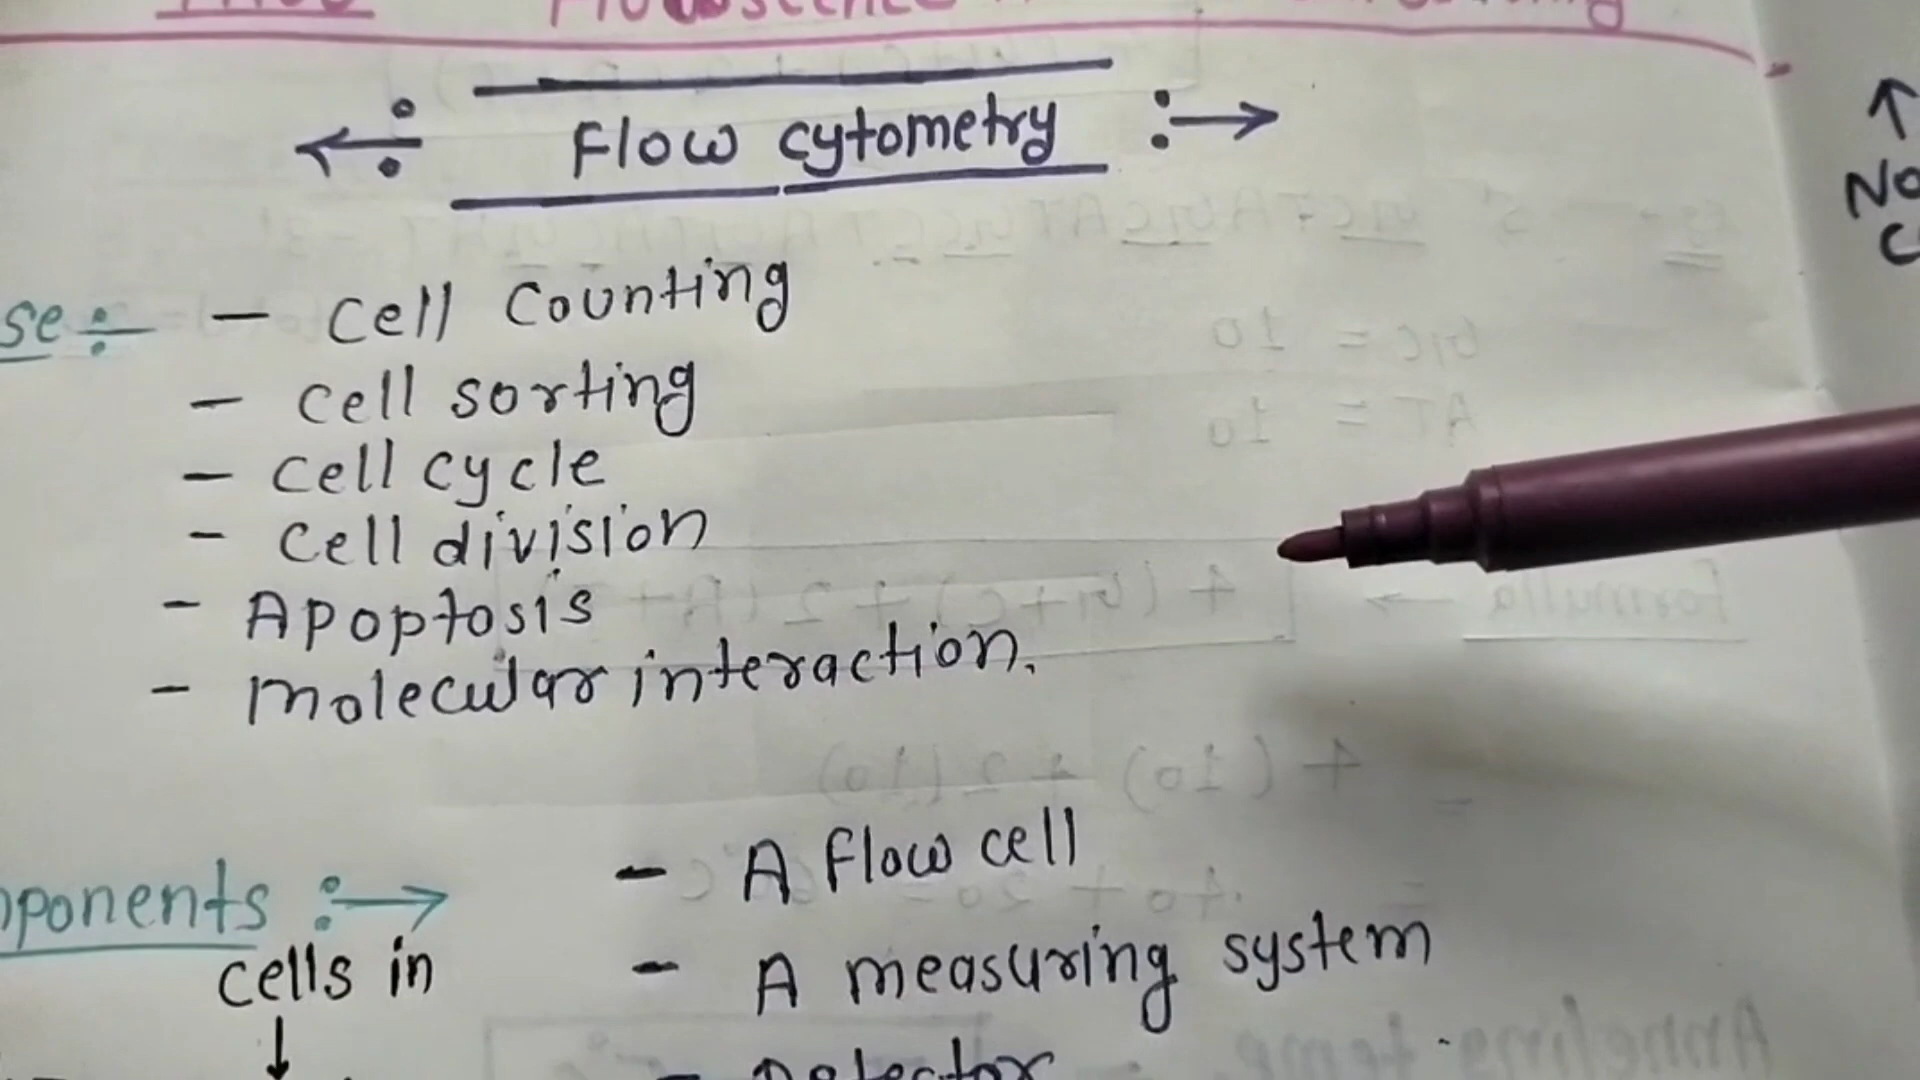 Flow cytometry
se÷ - Cell Counting
- Cell sorting
- Cell cycle
- Cell division
- Apoptosis
- Molecular interaction.
ponents :→ - A flow cell
cells in - A measuring system
- Detector